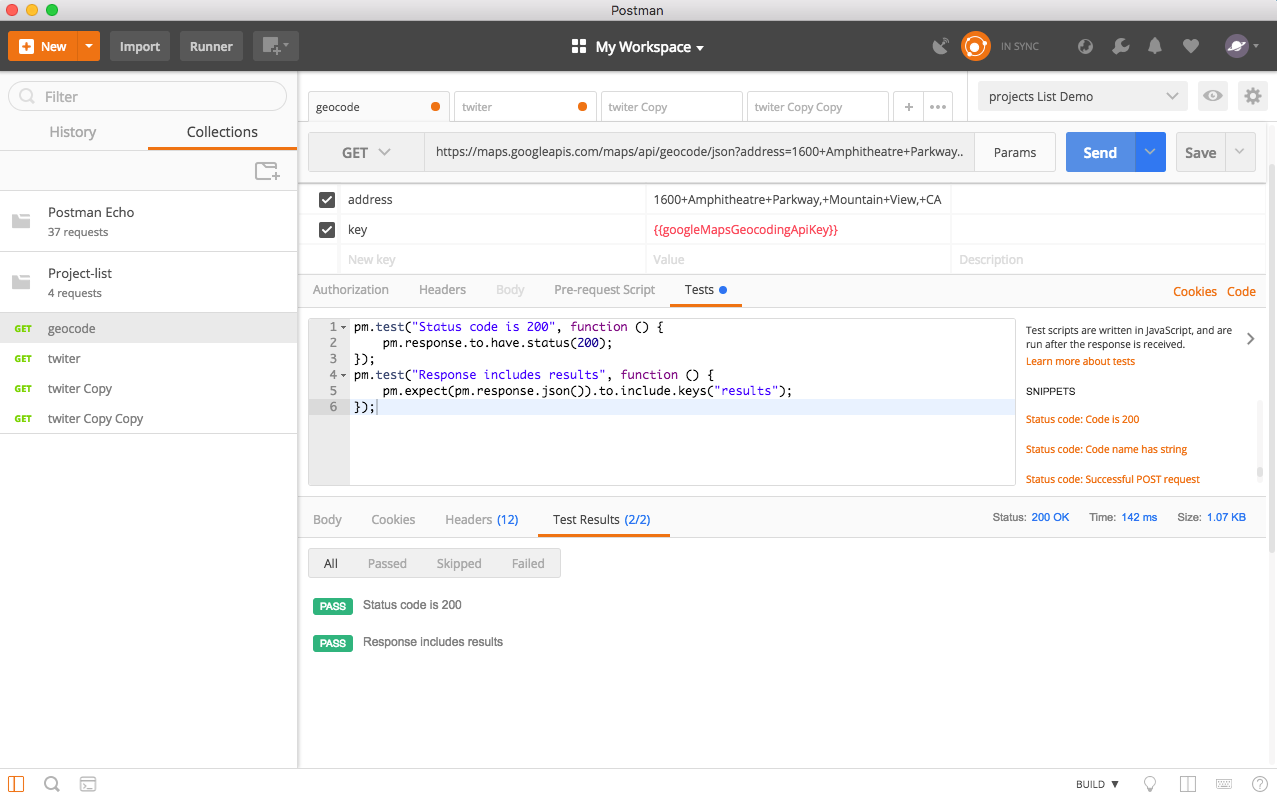 Postman
New
Import
Runner
My Workspace
IN SYNC
Filter
History
Collections
Postman Echo
37 requests
Project-list
4 requests
GET geocode
GET twiter
GET twiter Copy
GET twiter Copy Copy
geocode
twiter
twiter Copy
twiter Copy Copy
+
•••
projects List Demo
GET
https://maps.googleapis.com/maps/api/geocode/json?address=1600+Amphitheatre+Parkway..
Params
Send
Save
address 1600+Amphitheatre+Parkway,+Mountain+View,+CA
key {{googleMapsGeocodingApiKey}}
New key Value Description
Authorization Headers Body Pre-request Script Tests
Cookies Code
1 pm.test("Status code is 200", function () {
2 pm.response.to.have.status(200);
3 });
4 pm.test("Response includes results", function () {
5 pm.expect(pm.response.json()).to.include.keys("results");
6 });
Test scripts are written in JavaScript, and are
run after the response is received.
Learn more about tests
SNIPPETS
Status code: Code is 200
Status code: Code name has string
Status code: Successful POST request
Body Cookies Headers (12) Test Results (2/2)
Status: 200 OK Time: 142 ms Size: 1.07 KB
All Passed Skipped Failed
PASS Status code is 200
PASS Response includes results
BUILD